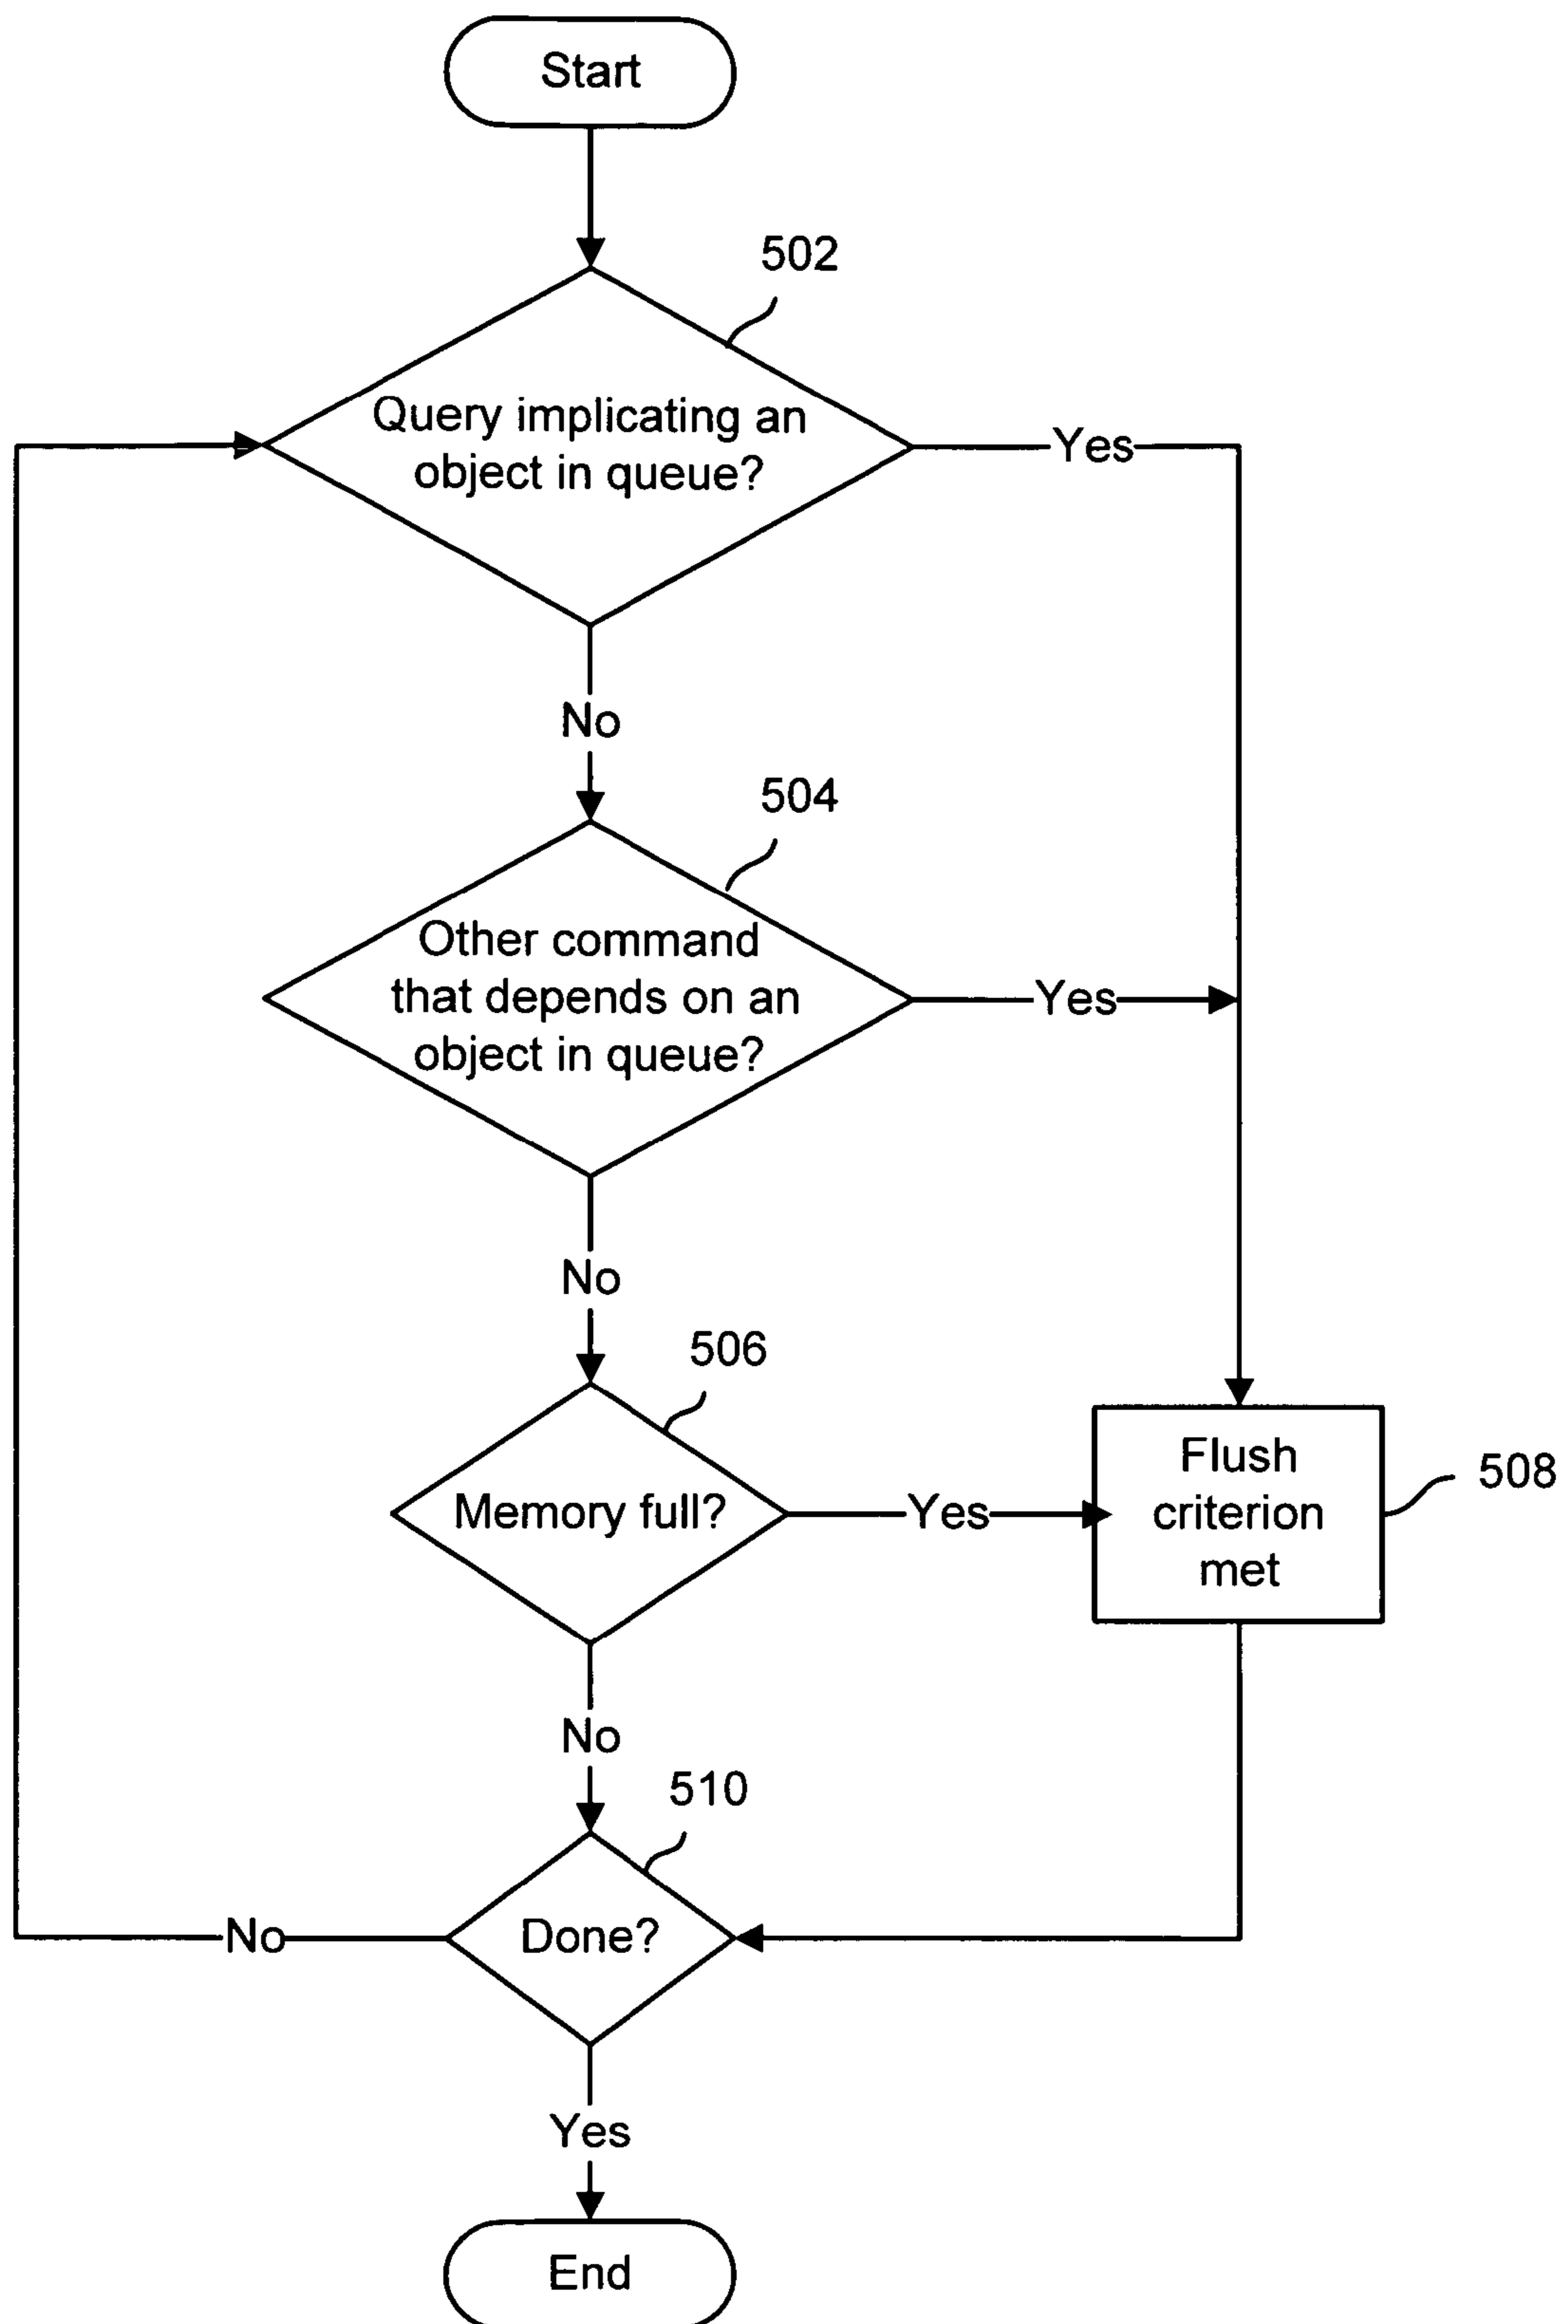 Start
502
Query implicating an
object in queue?
Yes
No
504
Other command
that depends on an
object in queue?
Yes
No
506
Memory full?
Yes
Flush
criterion
met
508
No
510
Done?
No
Yes
End